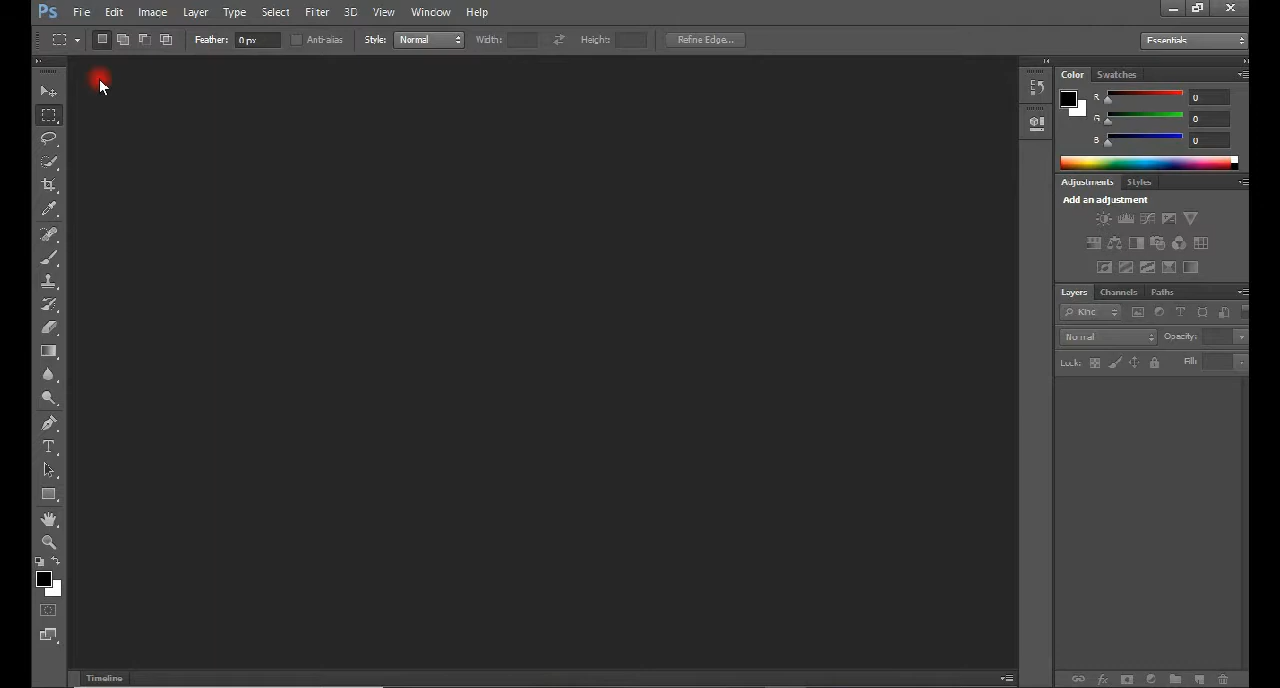 Ps File Edit Image Layer Type Select Filter 3D View Window Help
Feather: 0 px Anti-alias Style: Normal Width: Height: Refine Edge... Essentials
Color Swatches
R 0
G 0
B 0
Adjustments Styles
Add an adjustment
Layers Channels Paths
Kind T
Normal Opacity:
Lock: Fill:
T
Timeline fx